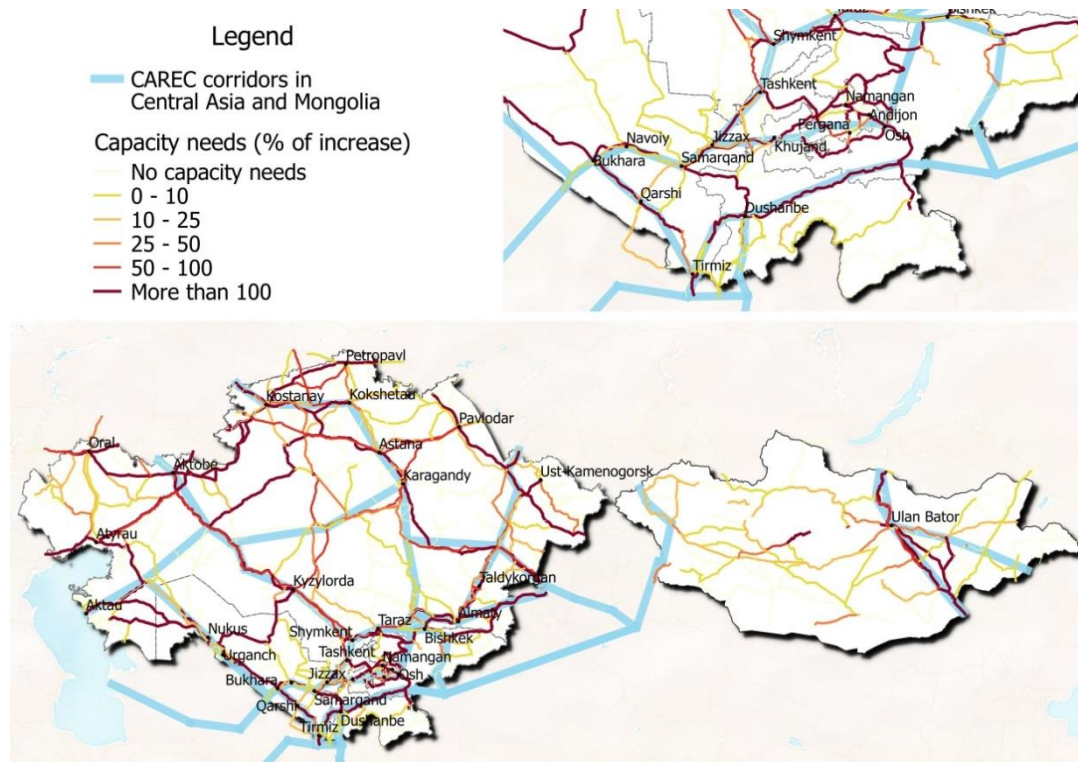 Legend
CAREC corridors in
Central Asia and Mongolia
Capacity needs (% of increase)
No capacity needs
0 - 10
10 - 25
25 - 50
50 - 100
More than 100
Taraz
Bishkek
Shymkent
Tashkent
Namangan
Andijon
Fergana
Osh
Navoiy
Jizzax
Khujand
Bukhara
Samarqand
Qarshi
Dushanbe
Tirmiz
Petropavl
Kostanay
Kokshetau
Pavlodar
Oral
Astana
Aktobe
Karagandy
Ust-Kamenogorsk
Ulan Bator
Atyrau
Kyzylorda
Taldykorgan
Aktau
Taraz
Almaty
Nukus
Shymkent
Bishkek
Urganch
Tashkent
Namangan
Bukhara
Jizzax
Osh
Qarshi
Samarqand
Tirmiz
Dushanbe